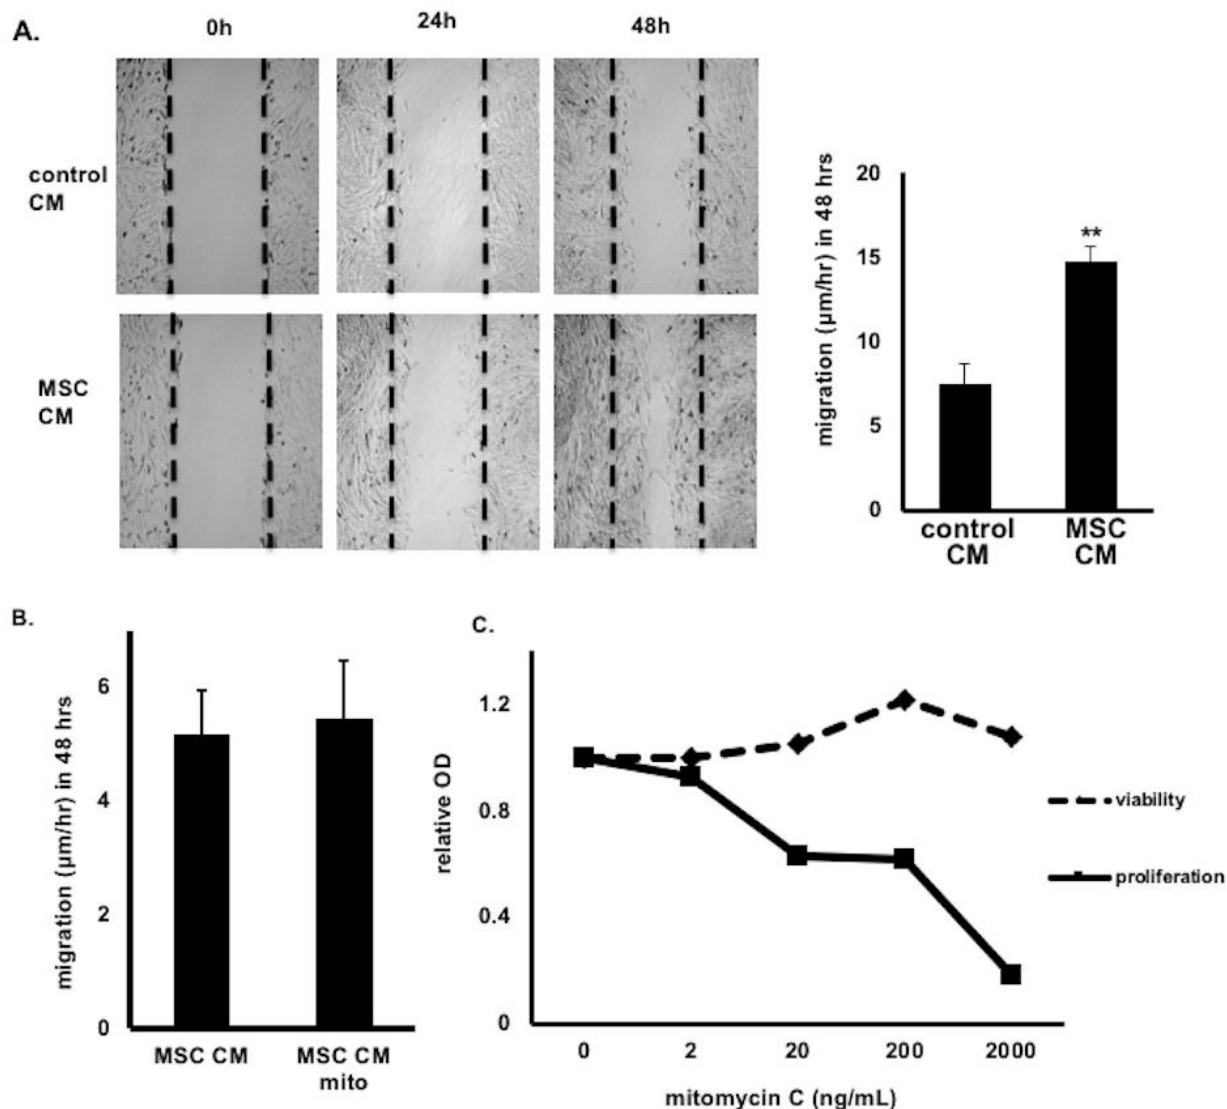 A.
0h
24h
48h
control
CM
MSC
CM
migration (µm/hr) in 48 hrs
20
15
10
5
0
**
control
CM
MSC
CM
B.
migration (µm/hr) in 48 hrs
6
4
2
0
MSC CM
MSC CM
mito
C.
relative OD
1.2
0.8
0.4
0
0 2 20 200 2000
mitomycin C (ng/mL)
viability
proliferation